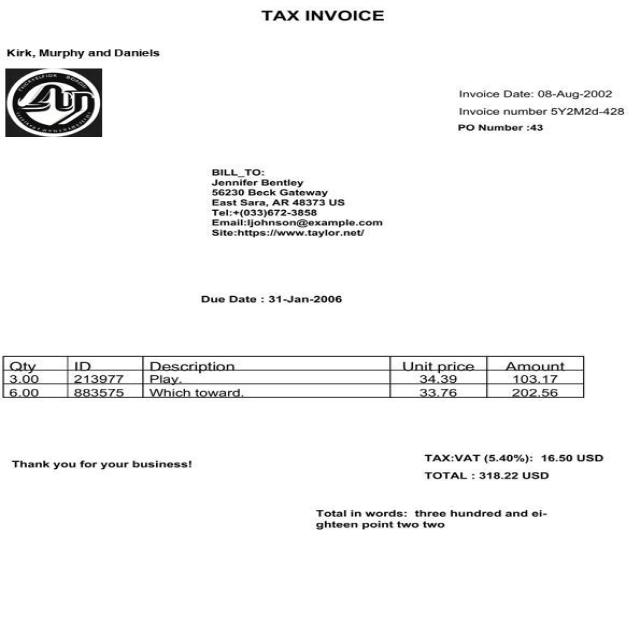 TAX INVOICE
Kirk, Murphy and Daniels
Invoice Date: 08-Aug-2002
Invoice number 5Y2M2d-428
PO Number :43
BILL_TO:
Jennifer Bentley
56230 Beck Gateway
East Sara, AR 48373 US
Tel:+(033)672-3858
Email:ljohnson@example.com
Site:https://www.taylor.net/
Due Date : 31-Jan-2006
Qty ID Description Unit price Amount
3.00 213977 Play. 34.39 103.17
6.00 883575 Which toward. 33.76 202.56
Thank you for your business!
TAX:VAT (5.40%): 16.50 USD
TOTAL : 318.22 USD
Total in words: three hundred and ei-
ghteen point two two